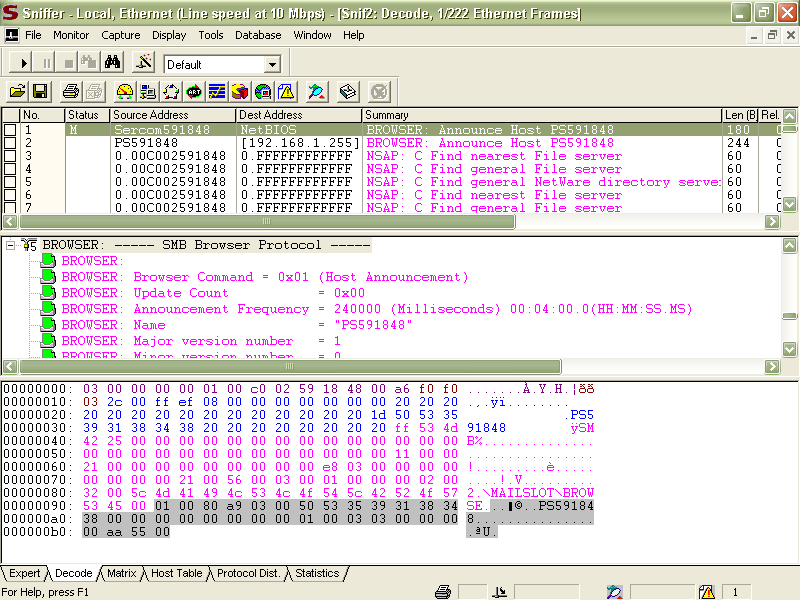 Sniffer - Local, Ethernet (Line speed at 10 Mbps) - [Snif2: Decode, 1/222 Ethernet Frames]
File Monitor Capture Display Tools Database Window Help
Default
No. Status Source Address Dest Address Summary Len (B Rel.
1 M Sercom591848 NetBIOS BROWSER: Announce Host PS591848 180
2 PS591848 [192.168.1.255] BROWSER: Announce Host PS591848 244
3 0.00C002591848 0.FFFFFFFFFFFF NSAP: C Find nearest File server 60
4 0.00C002591848 0.FFFFFFFFFFFF NSAP: C Find general File server 60
5 0.00C002591848 0.FFFFFFFFFFFF NSAP: C Find general NetWare directory serve 60
6 0.00C002591848 0.FFFFFFFFFFFF NSAP: C Find nearest File server 60
7 0.00C002591848 0.FFFFFFFFFFFF NSAP: C Find general File server 60
BROWSER: ----- SMB Browser Protocol -----
BROWSER:
BROWSER: Browser Command = 0x01 (Host Announcement)
BROWSER: Update Count = 0x00
BROWSER: Announcement Frequency = 240000 (Milliseconds) 00:04:00.0(HH:MM:SS.MS)
BROWSER: Name = "PS591848"
BROWSER: Major version number = 1
BROWSER: Minor version number = 0
00000000: 03 00 00 00 00 01 00 c0 02 59 18 48 00 a6 f0 f0 .......À.Y.H.¦ðð
00000010: 03 2c 00 ff ef 08 00 00 00 00 00 00 00 20 20 20 .,.ÿï........
00000020: 20 20 20 20 20 20 20 20 20 20 20 20 1d 50 53 35 .PS5
00000030: 39 31 38 34 38 20 20 20 20 20 20 20 20 ff 53 4d 91848 ÿSM
00000040: 42 25 00 00 00 00 00 00 00 00 00 00 00 00 00 00 B%..............
00000050: 00 00 00 00 00 00 00 00 00 00 00 00 00 11 00 00 ................
00000060: 21 00 00 00 00 00 00 00 00 00 e8 03 00 00 00 00 !.........è.....
00000070: 00 00 00 00 21 00 56 00 03 00 01 00 00 00 02 00 ....!.V.........
00000080: 32 00 5c 4d 41 49 4c 53 4c 4f 54 5c 42 52 4f 57 2.\MAILSLOT\BROW
00000090: 53 45 00 01 00 80 a9 03 00 50 53 35 39 31 38 34 SE...▮©..PS59184
000000a0: 38 00 00 00 00 00 00 00 00 01 00 03 03 00 00 00 8...............
000000b0: 00 aa 55 00 .ªU.
Expert Decode Matrix Host Table Protocol Dist. Statistics
For Help, press F1
1